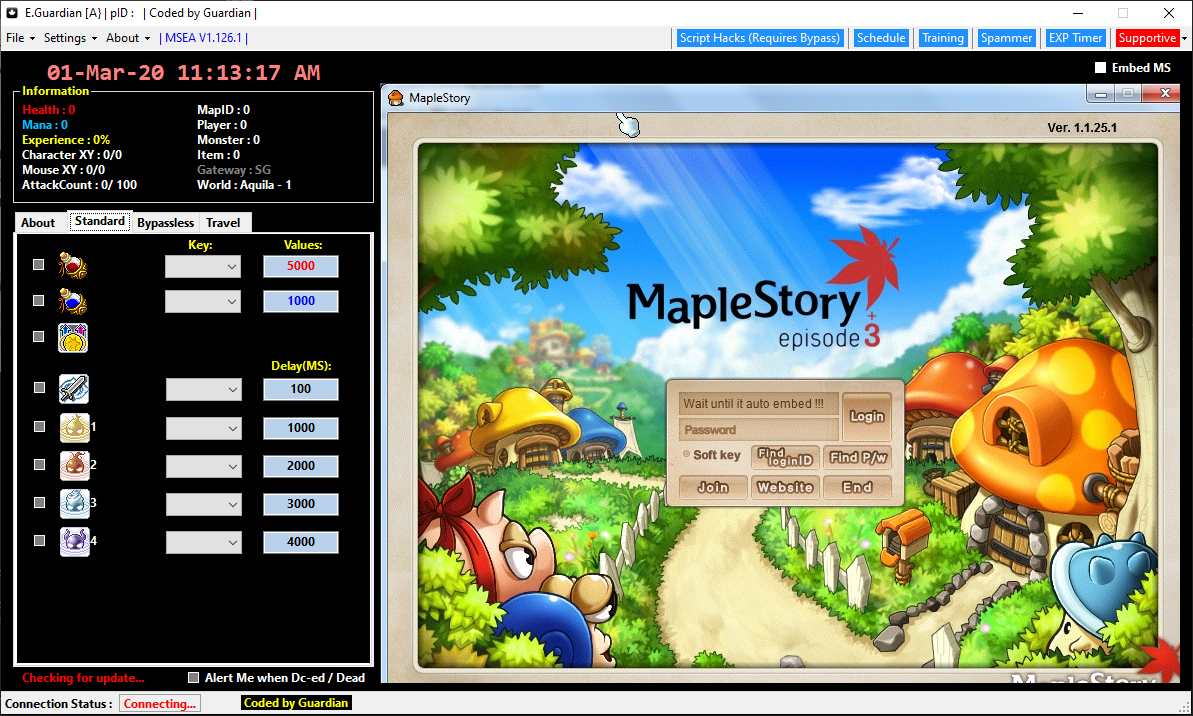 E.Guardian [A} | pID : | Coded by Guardian |
File Settings About | MSEA V1.126.1 | Script Hacks (Requires Bypass) Schedule Training Spammer EXP Timer Supportive
01-Mar-20 11:13:17 AM
Embed MS
Information
Health : 0 MapID : 0
Mana : 0 Player : 0
Experience : 0% Monster : 0
Character XY : 0/0 Item : 0
Mouse XY : 0/0 Gateway : SG
AttackCount : 0/ 100 World : Aquila - 1
About Standard Bypassless Travel
Key: Values:
5000
1000
Delay(MS):
100
1 1000
2 2000
3 3000
4 4000
Checking for update... Alert Me when Dc-ed / Dead
Connection Status : Connecting... Coded by Guardian
MapleStory
Ver. 1.1.25.1
MapleStory
episode 3
Wait until it auto embed !!!
Password
Login
Soft key Find loginID Find P/w
Join Website End
MapleStory